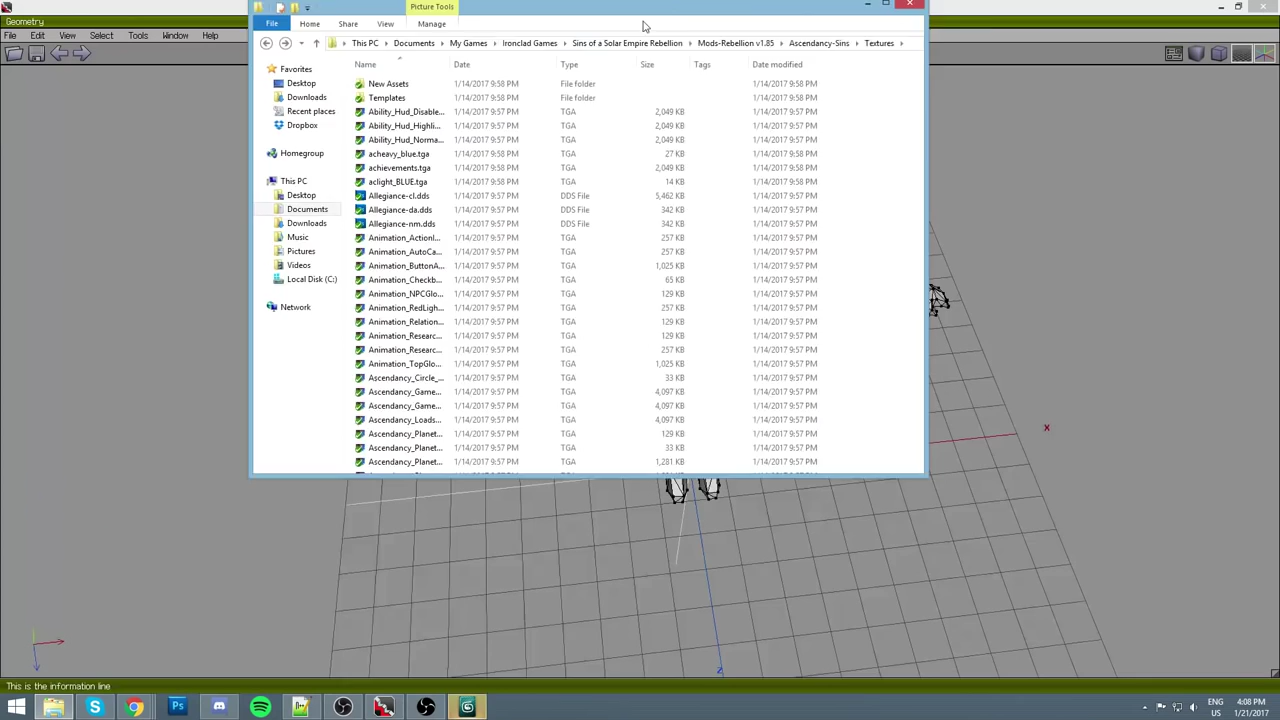 Picture Tools
Geometry
File Home Share View Manage
File Edit View Select Tools Window Help
This PC Documents My Games Ironclad Games Sins of a Solar Empire Rebellion Mods-Rebellion v1.85 Ascendancy-Sins Textures
Name Date Type Size Tags Date modified
Favorites
Desktop
Downloads
Recent places
Dropbox
Homegroup
This PC
Desktop
Documents
Downloads
Music
Pictures
Videos
Local Disk (C:)
Network
New Assets 1/14/2017 9:58 PM File folder 1/14/2017 9:58 PM
Templates 1/14/2017 9:58 PM File folder 1/14/2017 9:58 PM
Ability_Hud_Disable... 1/14/2017 9:57 PM TGA 2,049 KB 1/14/2017 9:57 PM
Ability_Hud_Highli... 1/14/2017 9:57 PM TGA 2,049 KB 1/14/2017 9:57 PM
Ability_Hud_Norma... 1/14/2017 9:57 PM TGA 2,049 KB 1/14/2017 9:57 PM
acheavy_blue.tga 1/14/2017 9:57 PM TGA 27 KB 1/14/2017 9:57 PM
achievements.tga 1/14/2017 9:57 PM TGA 2,049 KB 1/14/2017 9:57 PM
aclight_BLUE.tga 1/14/2017 9:57 PM TGA 14 KB 1/14/2017 9:57 PM
Allegiance-cl.dds 1/14/2017 9:57 PM DDS File 5,462 KB 1/14/2017 9:57 PM
Allegiance-da.dds 1/14/2017 9:57 PM DDS File 342 KB 1/14/2017 9:57 PM
Allegiance-nm.dds 1/14/2017 9:57 PM DDS File 342 KB 1/14/2017 9:57 PM
Animation_ActionI... 1/14/2017 9:57 PM TGA 257 KB 1/14/2017 9:57 PM
Animation_AutoCa... 1/14/2017 9:57 PM TGA 257 KB 1/14/2017 9:57 PM
Animation_ButtonA... 1/14/2017 9:57 PM TGA 1,025 KB 1/14/2017 9:57 PM
Animation_Checkb... 1/14/2017 9:57 PM TGA 65 KB 1/14/2017 9:57 PM
Animation_NPCGlo... 1/14/2017 9:57 PM TGA 129 KB 1/14/2017 9:57 PM
Animation_RedLigh... 1/14/2017 9:57 PM TGA 257 KB 1/14/2017 9:57 PM
Animation_Relation... 1/14/2017 9:57 PM TGA 129 KB 1/14/2017 9:57 PM
Animation_Researc... 1/14/2017 9:57 PM TGA 129 KB 1/14/2017 9:57 PM
Animation_Researc... 1/14/2017 9:57 PM TGA 257 KB 1/14/2017 9:57 PM
Animation_TopGlo... 1/14/2017 9:57 PM TGA 1,025 KB 1/14/2017 9:57 PM
Ascendancy_Circle_... 1/14/2017 9:57 PM TGA 33 KB 1/14/2017 9:57 PM
Ascendancy_Game... 1/14/2017 9:57 PM TGA 4,097 KB 1/14/2017 9:57 PM
Ascendancy_Game... 1/14/2017 9:57 PM TGA 4,097 KB 1/14/2017 9:57 PM
Ascendancy_Loads... 1/14/2017 9:57 PM TGA 4,097 KB 1/14/2017 9:57 PM
Ascendancy_Planet... 1/14/2017 9:57 PM TGA 129 KB 1/14/2017 9:57 PM
Ascendancy_Planet... 1/14/2017 9:57 PM TGA 33 KB 1/14/2017 9:57 PM
Ascendancy_Planet... 1/14/2017 9:57 PM TGA 1,281 KB 1/14/2017 9:57 PM
x
z
This is the information line
ENG 4:08 PM
US 1/21/2017